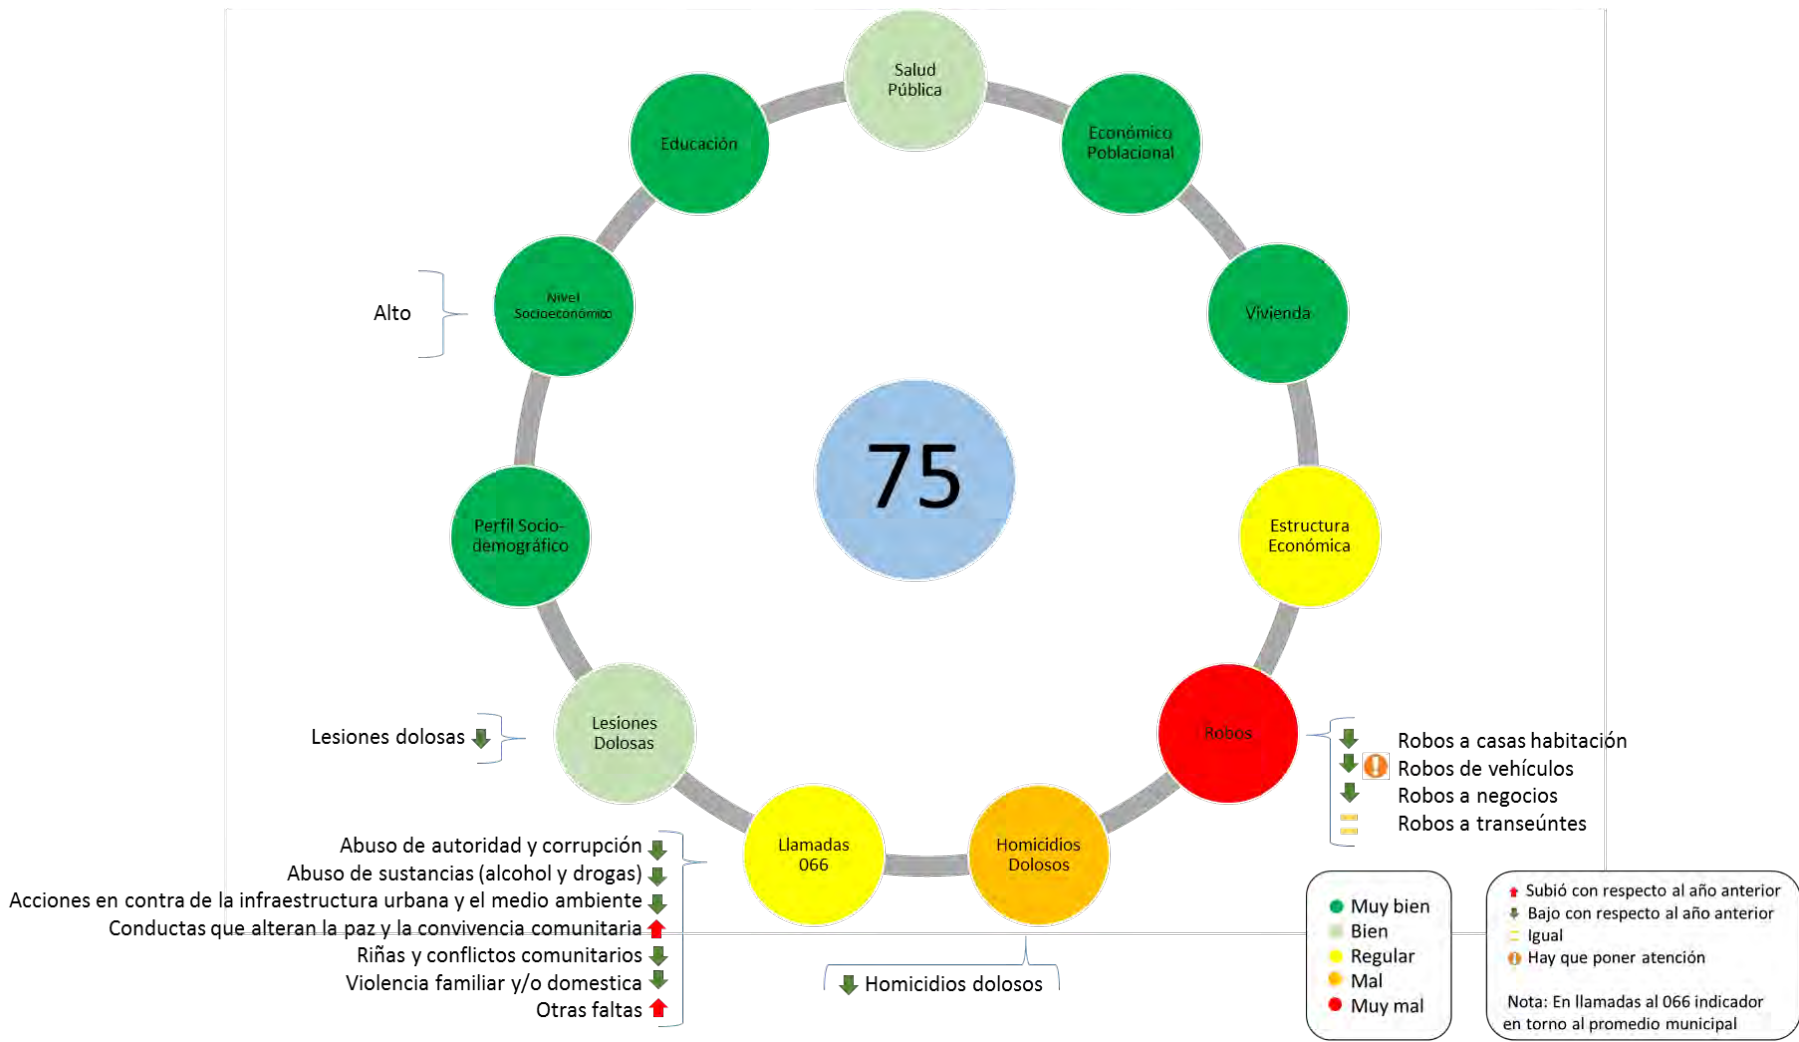 Salud
Pública
Económico
Poblacional
Educación
Vivienda
Nivel
Socioeconómico
Alto
75
Perfil Socio-
demográfico
Estructura
Económica
Lesiones
Dolosas
Lesiones dolosas
Robos
Robos a casas habitación
Robos de vehículos
Robos a negocios
Robos a transeúntes
Llamadas
066
Homicidios
Dolosos
Abuso de autoridad y corrupción
Abuso de sustancias (alcohol y drogas)
Acciones en contra de la infraestructura urbana y el medio ambiente
Conductas que alteran la paz y la convivencia comunitaria
Riñas y conflictos comunitarios
Violencia familiar y/o domestica
Otras faltas
Homicidios dolosos
Muy bien
Bien
Regular
Mal
Muy mal
Subió con respecto al año anterior
Bajo con respecto al año anterior
Igual
Hay que poner atención
Nota: En llamadas al 066 indicador
en torno al promedio municipal